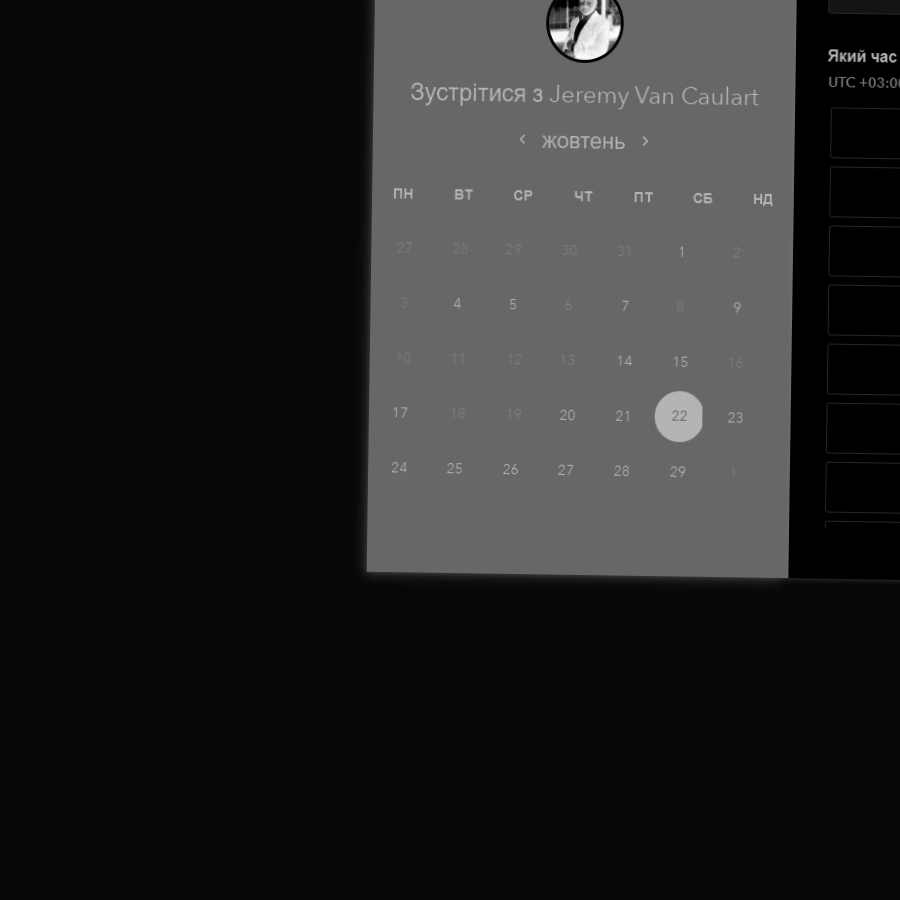 Зустрітися з Jeremy Van Caulart
жовтень
ПН ВТ СР ЧТ ПТ СБ НД
27 28 29 30 31 1 2
3 4 5 6 7 8 9
10 11 12 13 14 15 16
17 18 19 20 21 22 23
24 25 26 27 28 29 1
Який час
UTC +03:0